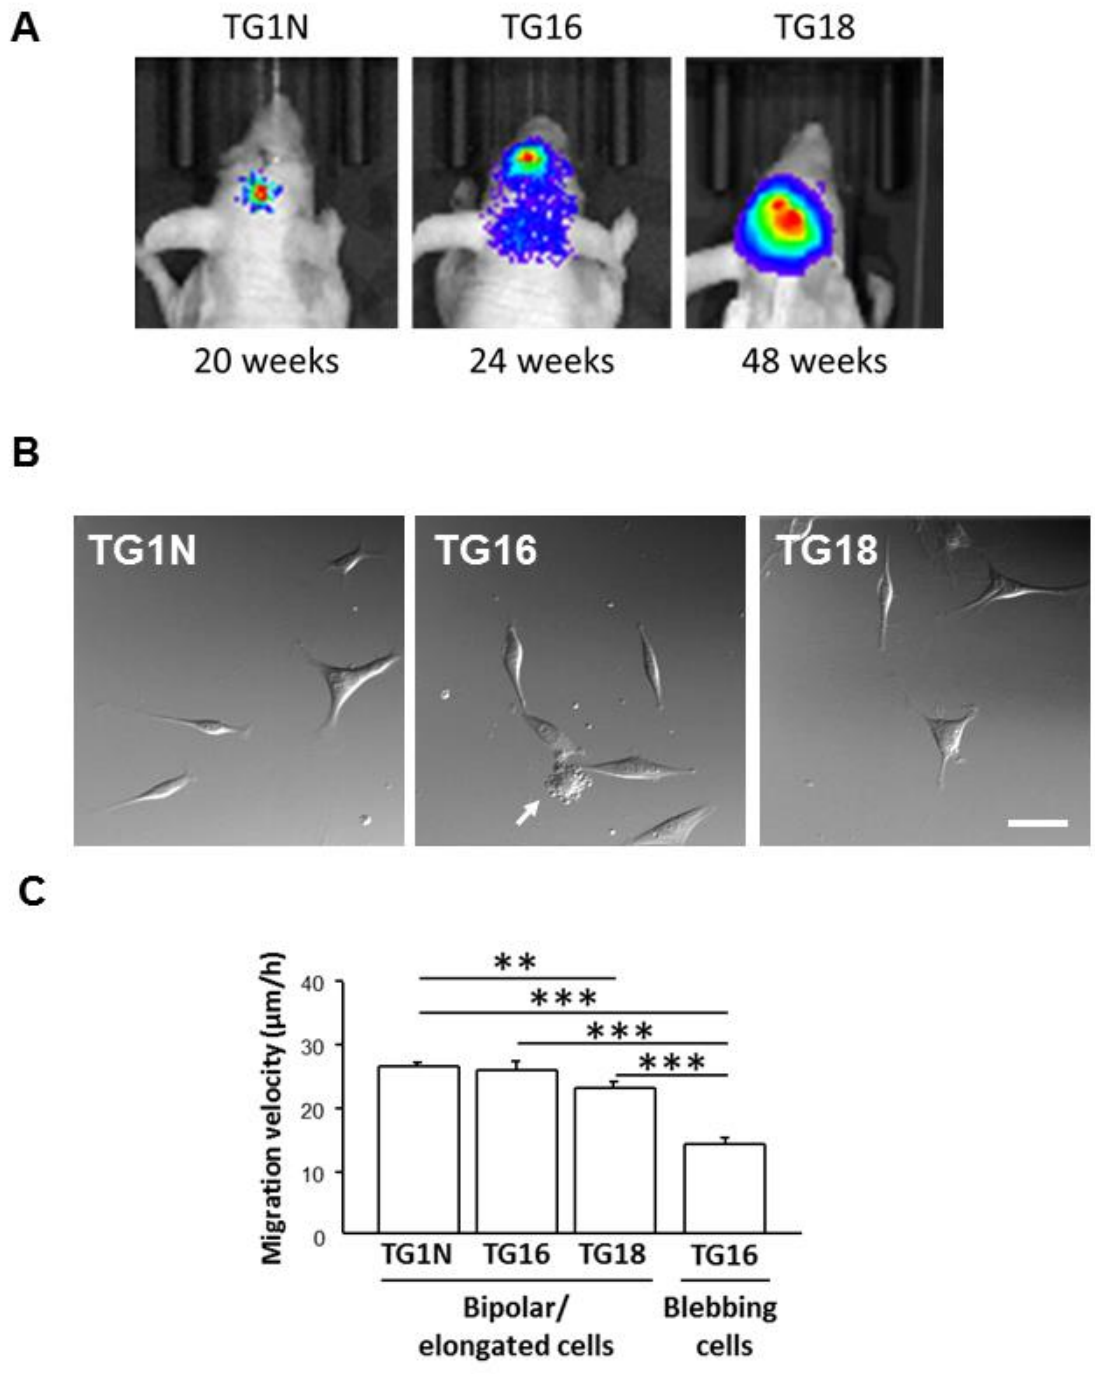 A
TG1N TG16 TG18
20 weeks 24 weeks 48 weeks
B
TG1N TG16 TG18
C
Migration velocity (µm/h)
40
30
20
10
0
**
***
***
***
TG1N TG16 TG18 TG16
Bipolar/ Blebbing
elongated cells cells